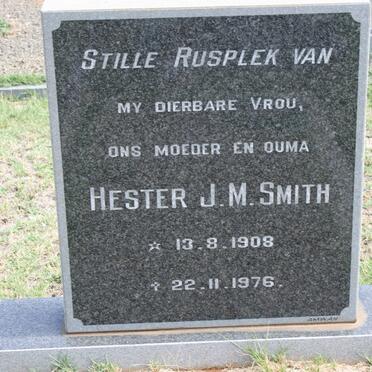 STILLE RUSPLEK VAN
MY DIERBARE VROU,
ONS MOEDER EN OUMA
HESTER J.M. SMITH
☆ 13.8.1908
✝ 22.11.1976.